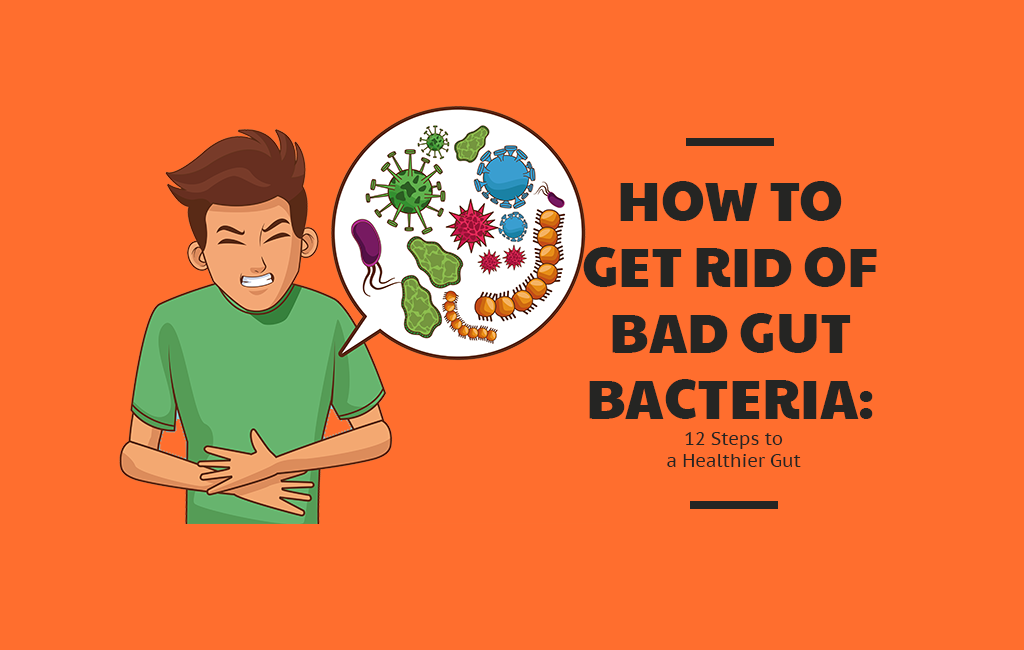 HOW TO
GET RID OF
BAD GUT
BACTERIA:
12 Steps to
a Healthier Gut